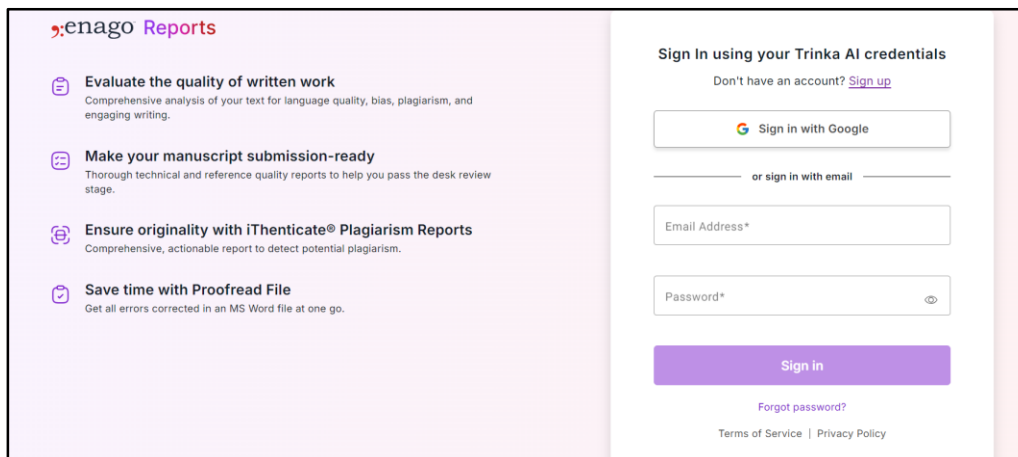 enago Reports
Evaluate the quality of written work
Comprehensive analysis of your text for language quality, bias, plagiarism, and
engaging writing.
Make your manuscript submission-ready
Thorough technical and reference quality reports to help you pass the desk review
stage.
Ensure originality with iThenticate® Plagiarism Reports
Comprehensive, actionable report to detect potential plagiarism.
Save time with Proofread File
Get all errors corrected in an MS Word file at one go.
Sign In using your Trinka AI credentials
Don't have an account? Sign up
Sign in with Google
or sign in with email
Email Address*
Password*
Sign in
Forgot password?
Terms of Service | Privacy Policy